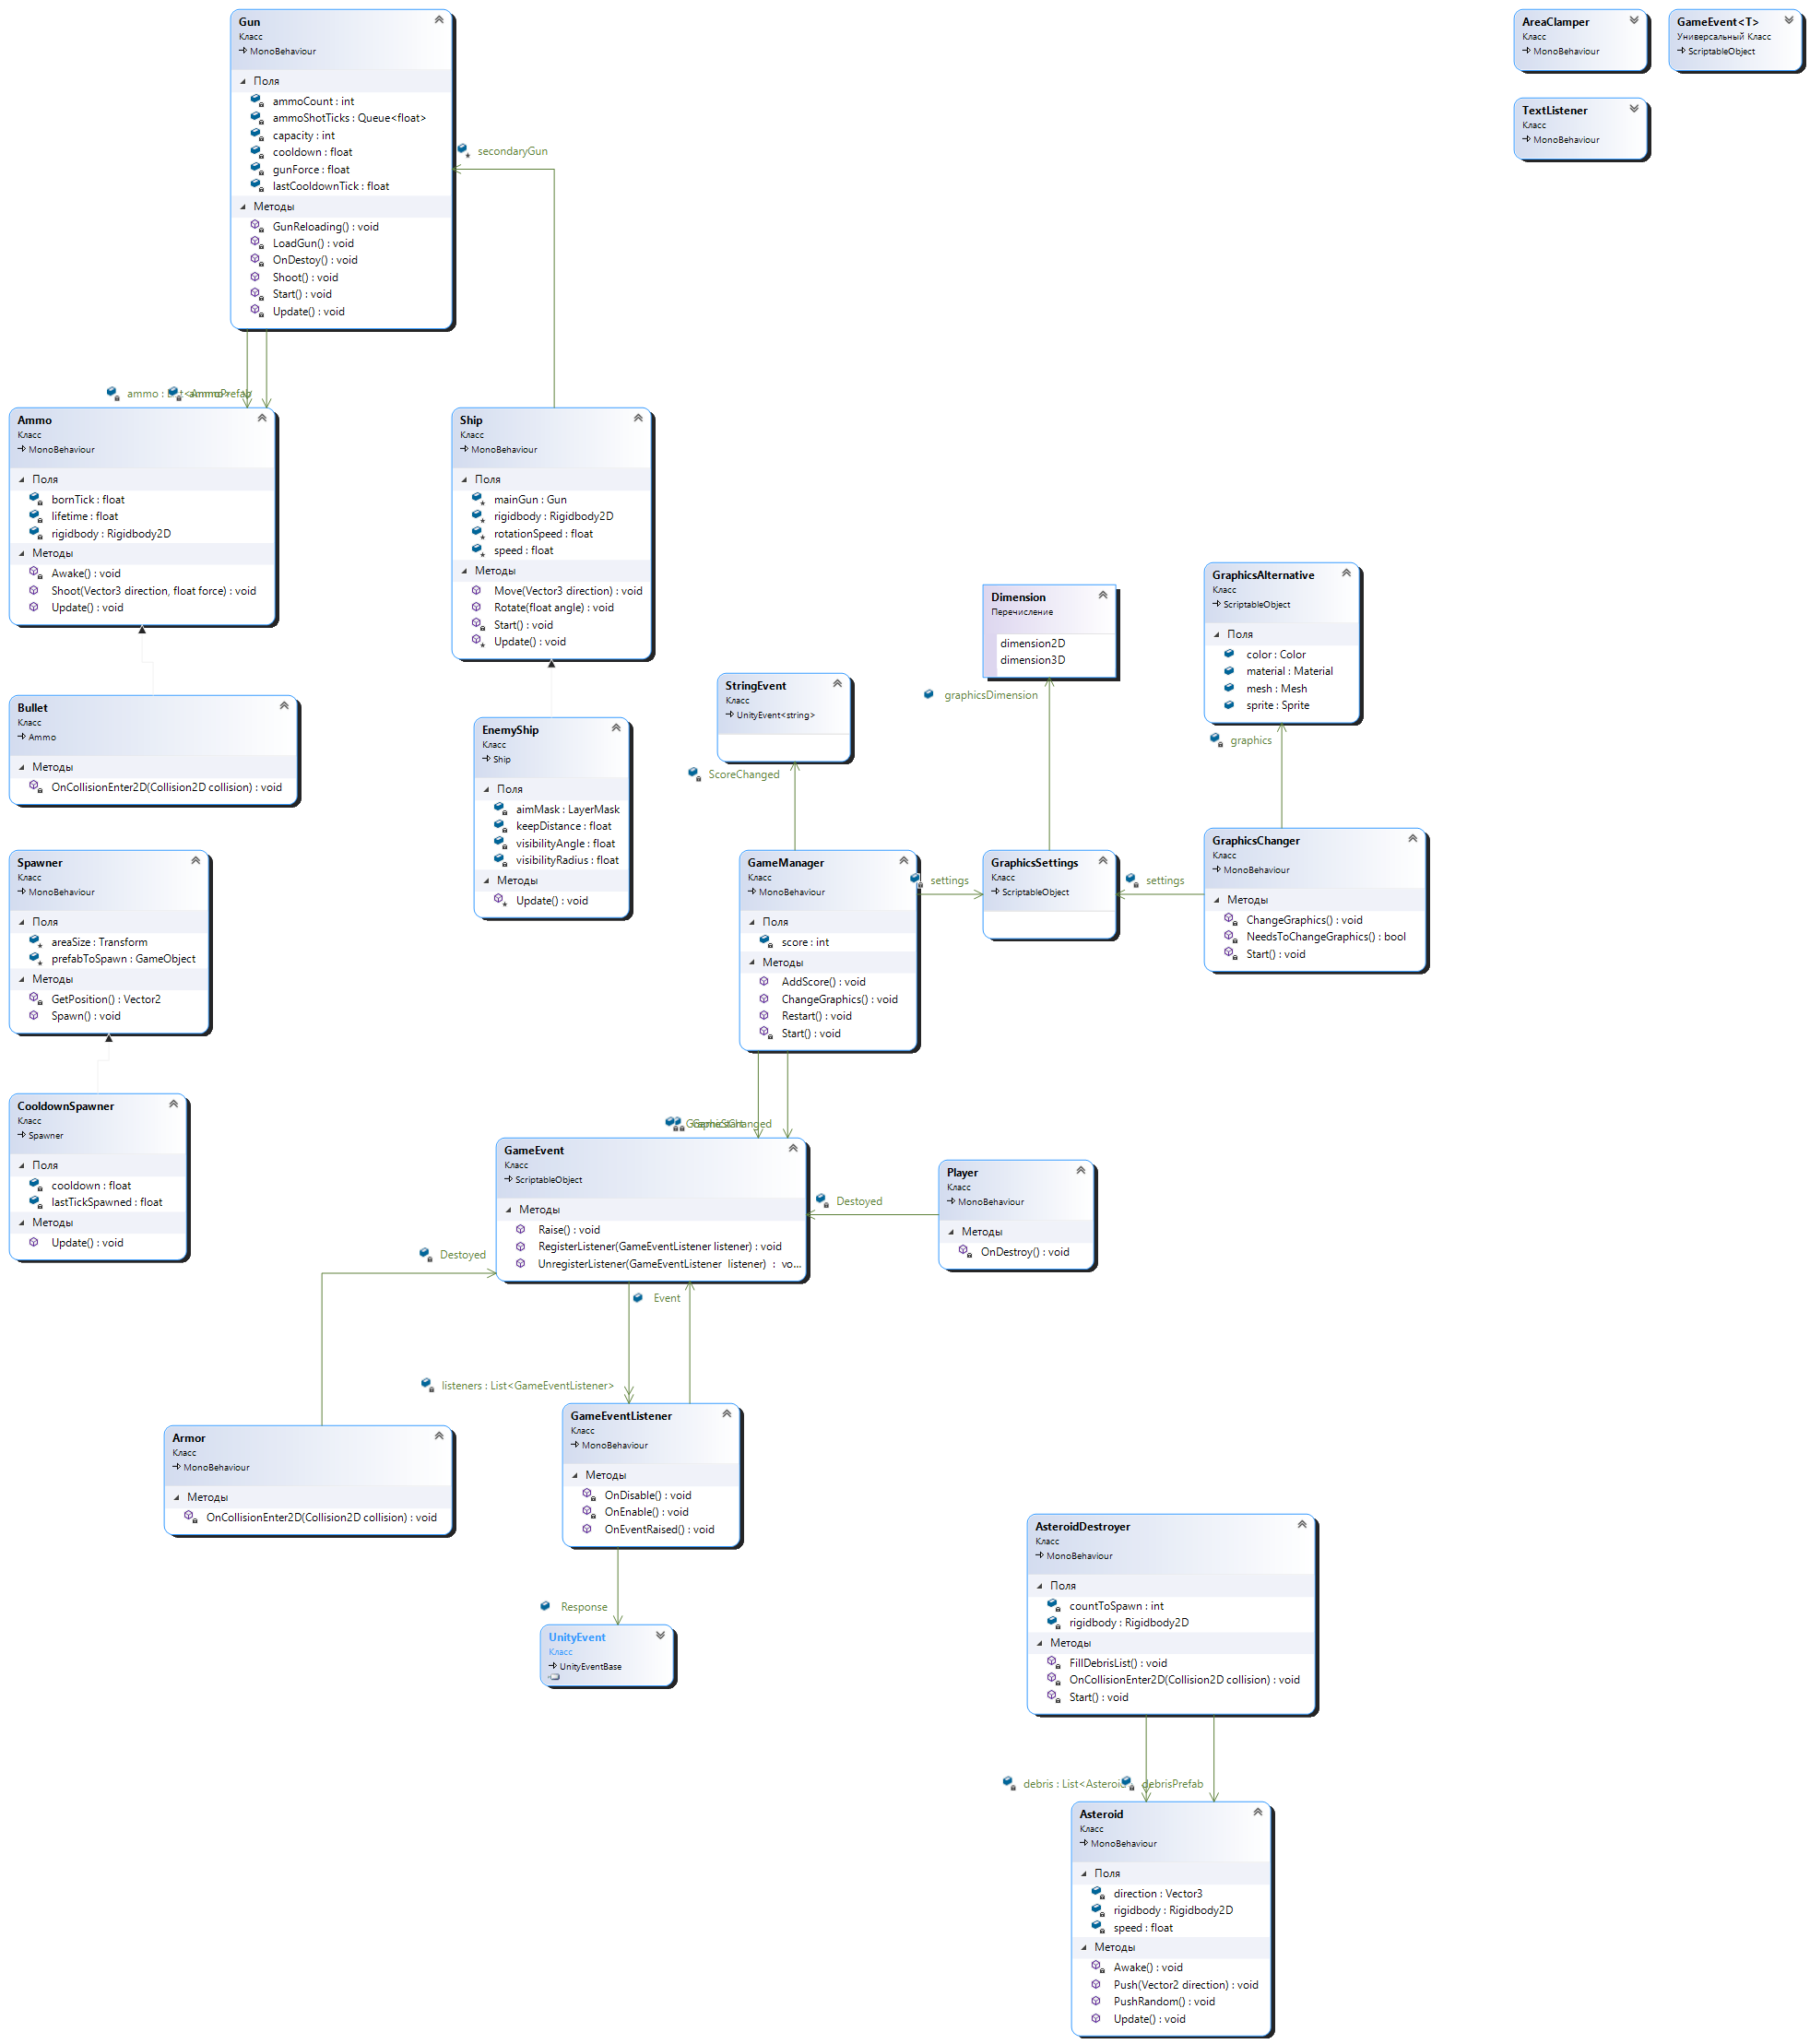 Gun
Класс
MonoBehaviour
Поля
ammoCount : int
ammoShotTicks : Queue<float>
capacity : int
cooldown : float
gunForce : float
lastCooldownTick : float
Методы
GunReloading() : void
LoadGun() : void
OnDestoy() : void
Shoot() : void
Start() : void
Update() : void
AreaClamper
Класс
MonoBehaviour
GameEvent<T>
Универсальный Класс
ScriptableObject
TextListener
Класс
MonoBehaviour
secondaryGun
ammo :
Ammo
Класс
MonoBehaviour
Поля
bornTick : float
lifetime : float
rigidbody : Rigidbody2D
Методы
Awake() : void
Shoot(Vector3 direction, float force) : void
Update() : void
Ship
Класс
MonoBehaviour
Поля
mainGun : Gun
rigidbody : Rigidbody2D
rotationSpeed : float
speed : float
Методы
Move(Vector3 direction) : void
Rotate(float angle) : void
Start() : void
Update() : void
Bullet
Класс
Ammo
Методы
OnCollisionEnter2D(Collision2D collision) : void
EnemyShip
Класс
Ship
Поля
aimMask : LayerMask
keepDistance : float
visibilityAngle : float
visibilityRadius : float
Методы
Update() : void
StringEvent
Класс
UnityEvent<string>
ScoreChanged
Dimension
Перечисление
dimension2D
dimension3D
graphicsDimension
GraphicsAlternative
Класс
ScriptableObject
Поля
color : Color
material : Material
mesh : Mesh
sprite : Sprite
graphics
Spawner
Класс
MonoBehaviour
Поля
areaSize : Transform
prefabToSpawn : GameObject
Методы
GetPosition() : Vector2
Spawn() : void
GameManager
Класс
MonoBehaviour
Поля
score : int
Методы
AddScore() : void
ChangeGraphics() : void
Restart() : void
Start() : void
settings
GraphicsSettings
Класс
ScriptableObject
settings
GraphicsChanger
Класс
MonoBehaviour
Методы
ChangeGraphics() : void
NeedsToChangeGraphics() : bool
Start() : void
CooldownSpawner
Класс
Spawner
Поля
cooldown : float
lastTickSpawned : float
Методы
Update() : void
GameEvent
Класс
ScriptableObject
Методы
Raise() : void
RegisterListener(GameEventListener listener) : void
UnregisterListener(GameEventListener listener) : vo...
Destoyed
Player
Класс
MonoBehaviour
Методы
OnDestroy() : void
Destoyed
Event
listeners : List<GameEventListener>
Armor
Класс
MonoBehaviour
Методы
OnCollisionEnter2D(Collision2D collision) : void
GameEventListener
Класс
MonoBehaviour
Методы
OnDisable() : void
OnEnable() : void
OnEventRaised() : void
Response
UnityEvent
Класс
UnityEventBase
AsteroidDestroyer
Класс
MonoBehaviour
Поля
countToSpawn : int
rigidbody : Rigidbody2D
Методы
FillDebrisList() : void
OnCollisionEnter2D(Collision2D collision) : void
Start() : void
debris : List<Asteroid
debrisPrefab
Asteroid
Класс
MonoBehaviour
Поля
direction : Vector3
rigidbody : Rigidbody2D
speed : float
Методы
Awake() : void
Push(Vector2 direction) : void
PushRandom() : void
Update() : void